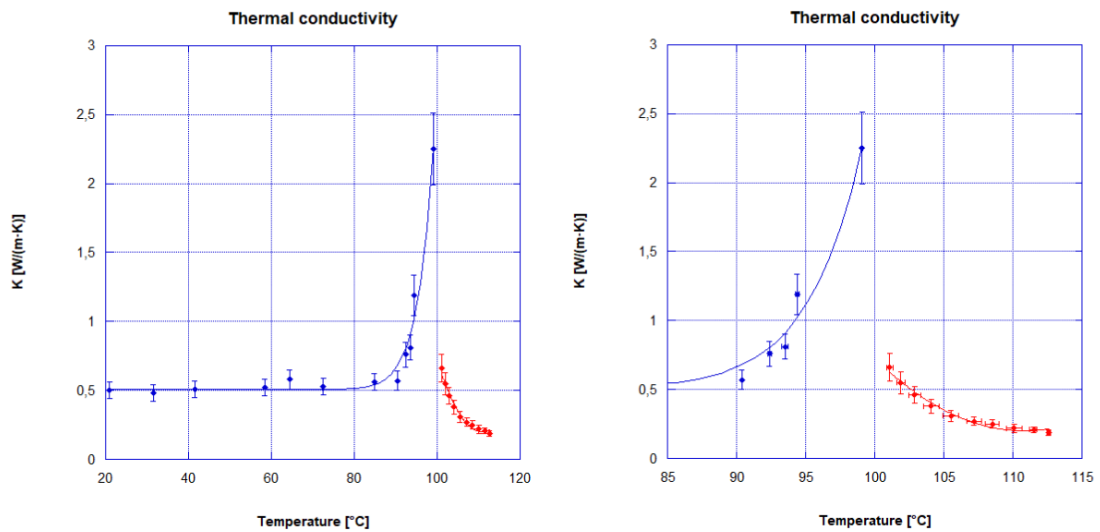 Thermal conductivity
3
2,5
2
1,5
1
0,5
0
K [W/(m·K)]
0 20 40 60 80 100 120
Temperature [°C]
Thermal conductivity
3
2,5
2
1,5
1
0,5
0
K [W/(m·K)]
85 90 95 100 105 110 115
Temperature [°C]